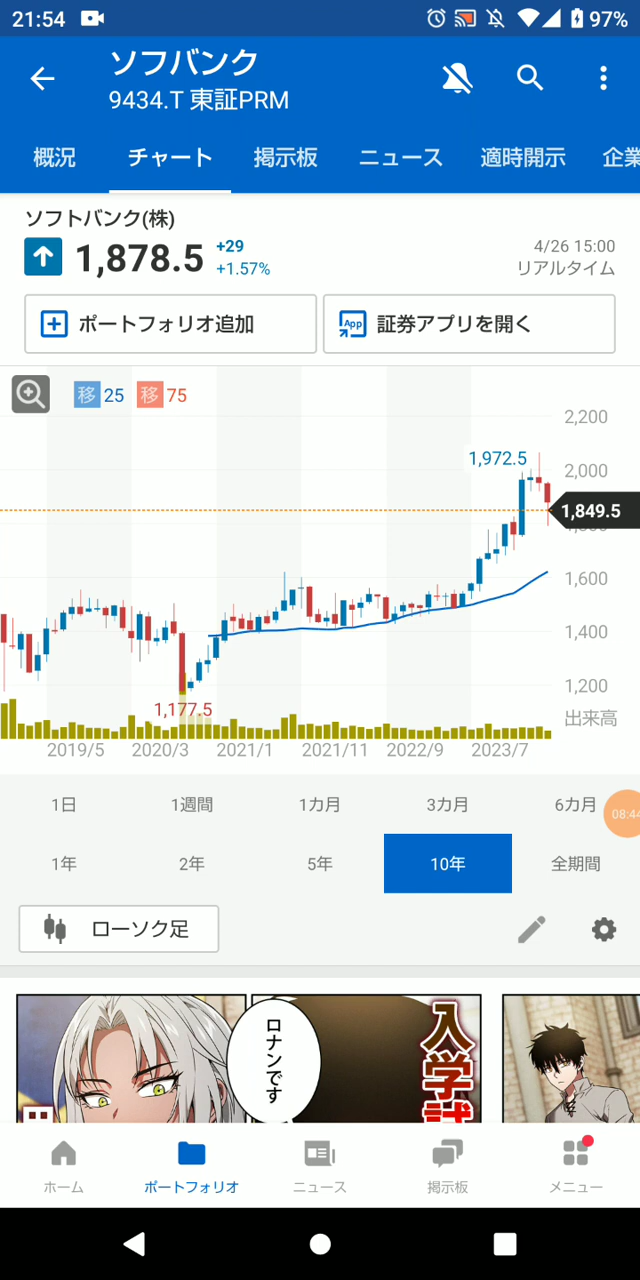 21:54
97%
ソフバンク
9434.T 東証PRM
概況 チャート 掲示板 ニュース 適時開示 企業
ソフトバンク(株)
1,878.5 +29
+1.57%
4/26 15:00
リアルタイム
ポートフォリオ追加
App 証券アプリを開く
移 25 移 75
2,200
1,972.5
2,000
1,849.5
1,600
1,400
1,200
1,177.5
出来高
2019/5 2020/3 2021/1 2021/11 2022/9 2023/7
1日 1週間 1カ月 3カ月 6カ月
08:44
1年 2年 5年 10年 全期間
ローソク足
ロナンです
入学試
ホーム ポートフォリオ ニュース 掲示板 メニュー